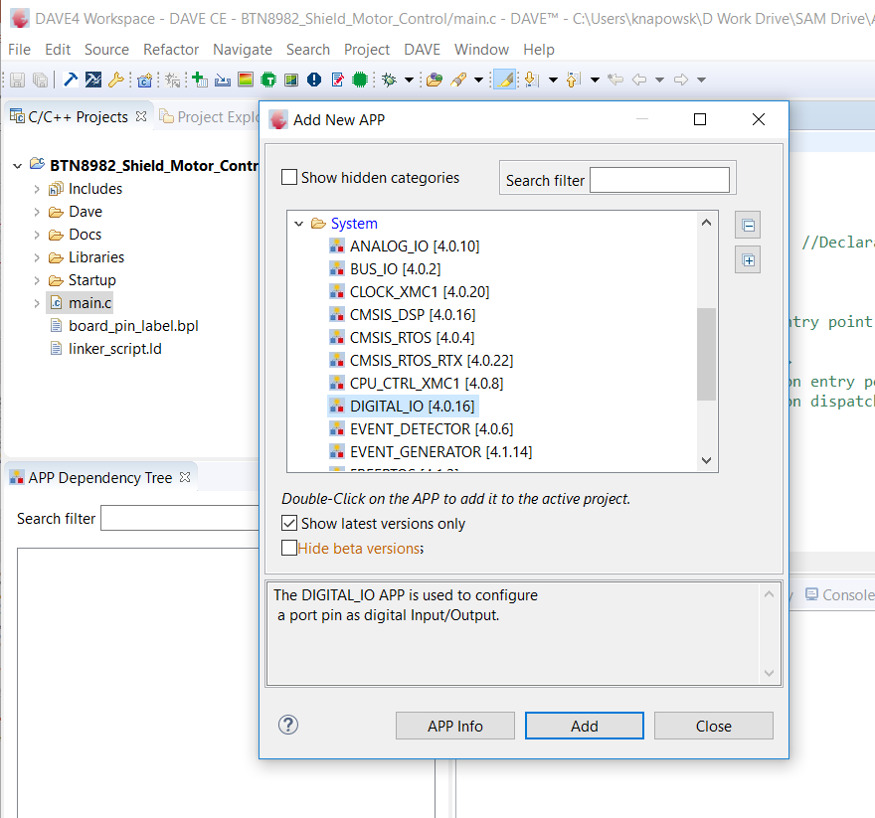 DAVE4 Workspace - DAVE CE - BTN8982_Shield_Motor_Control/main.c - DAVE™ - C:\Users\knapowsk\D Work Drive\SAM Drive\
File Edit Source Refactor Navigate Search Project DAVE Window Help
C/C++ Projects
Project Explo
BTN8982_Shield_Motor_Contr
Includes
Dave
Docs
Libraries
Startup
main.c
board_pin_label.bpl
linker_script.ld
APP Dependency Tree
Search filter
Add New APP
Show hidden categories
Search filter
System
ANALOG_IO [4.0.10]
BUS_IO [4.0.2]
CLOCK_XMC1 [4.0.20]
CMSIS_DSP [4.0.16]
CMSIS_RTOS [4.0.4]
CMSIS_RTOS_RTX [4.0.22]
CPU_CTRL_XMC1 [4.0.8]
DIGITAL_IO [4.0.16]
EVENT_DETECTOR [4.0.6]
EVENT_GENERATOR [4.1.14]
Double-Click on the APP to add it to the active project.
Show latest versions only
Hide beta versions;
The DIGITAL_IO APP is used to configure
a port pin as digital Input/Output.
APP Info
Add
Close
//Declara
try point
on entry po
on dispatch
Console